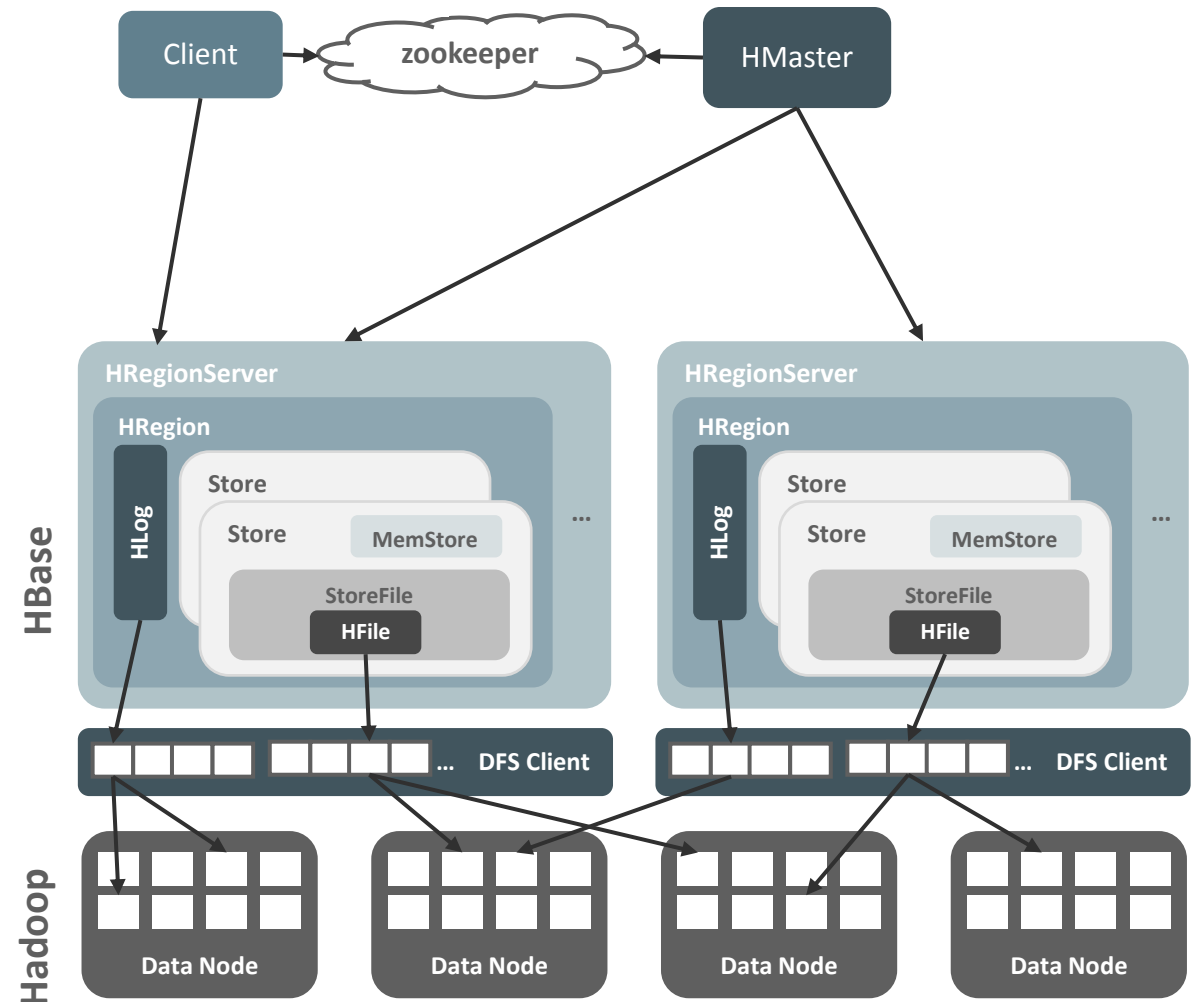 Client
zookeeper
HMaster
HBase
HRegionServer
HRegion
HLog
Store
Store
MemStore
StoreFile
HFile
...
HRegionServer
HRegion
HLog
Store
Store
MemStore
StoreFile
HFile
...
... DFS Client
... DFS Client
Hadoop
Data Node
Data Node
Data Node
Data Node